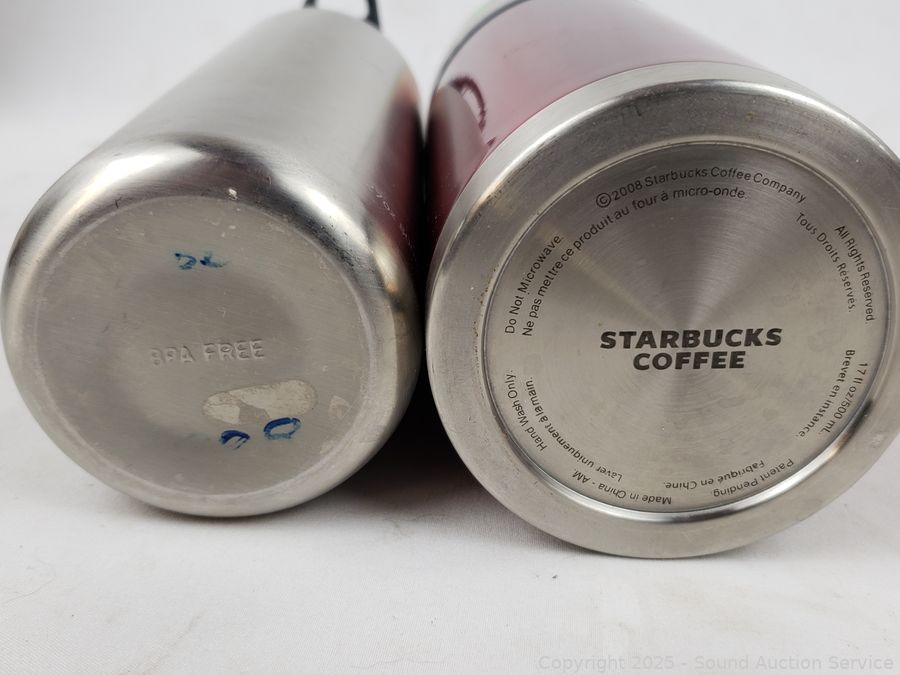 BPA FREE
©2008 Starbucks Coffee Company
All Rights Reserved
Tous Droits Réservés.
17 fl oz/500 mL.
Brevet en instance.
Patent Pending.
Fabriqué en Chine.
Made in China - AM.
Laver uniquement à la main
Hand Wash Only.
Do Not Microwave.
Ne pas mettre ce produit au four à micro-onde.
STARBUCKS
COFFEE
Copyright 2025 - Sound Auction Service